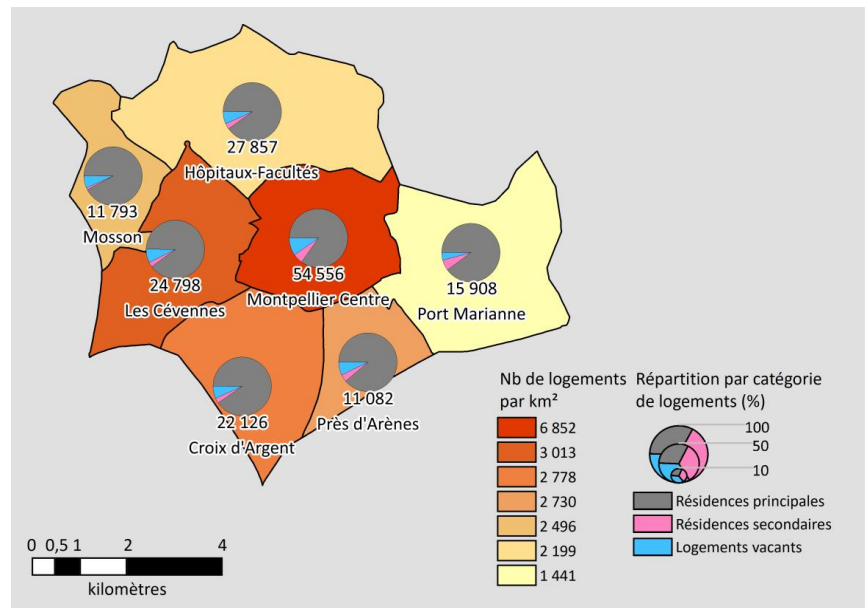 27 857
Hôpitaux-Facultés
11 793
Mosson
24 798
Les Cévennes
54 556
Montpellier Centre
15 908
Port Marianne
11 082
Près d'Arènes
22 126
Croix d'Argent
Nb de logements
par km²
6 852
3 013
2 778
2 730
2 496
2 199
1 441
Répartition par catégorie
de logements (%)
100
50
10
Résidences principales
Résidences secondaires
Logements vacants
0 0,5 1 2 4
kilomètres